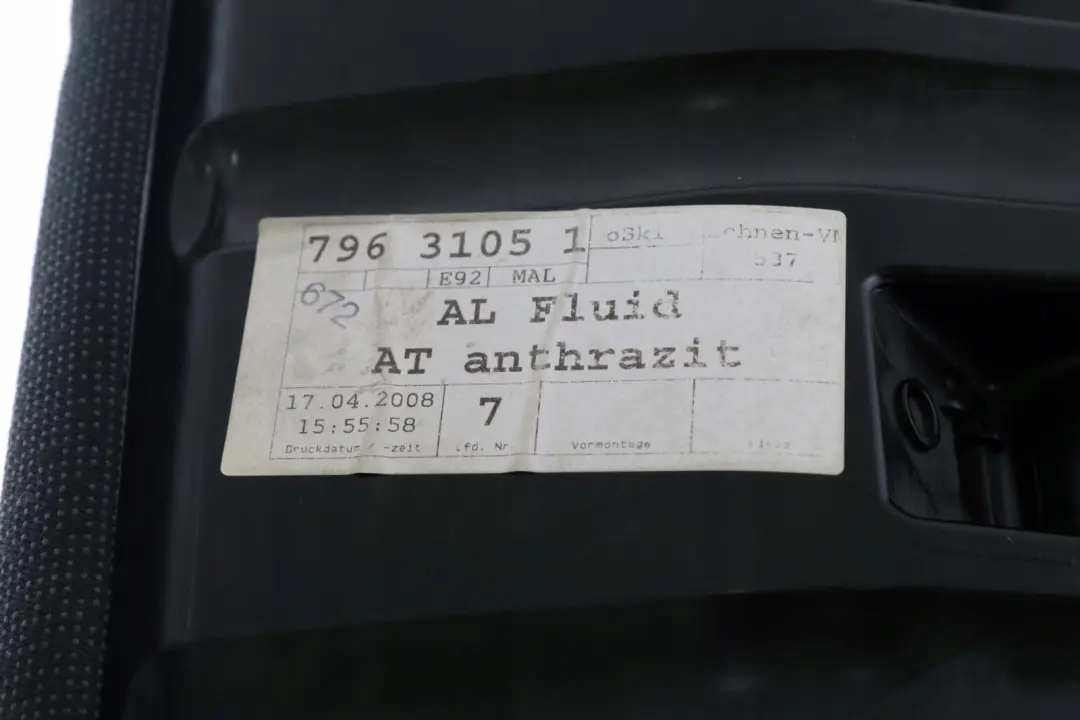 796 3105 1
537
E92 MAL
672
AL Fluid
AT anthrazit
17.04.2008
7
15:55:58
Druckdatum / -zeit lfd. Nr Vormontage